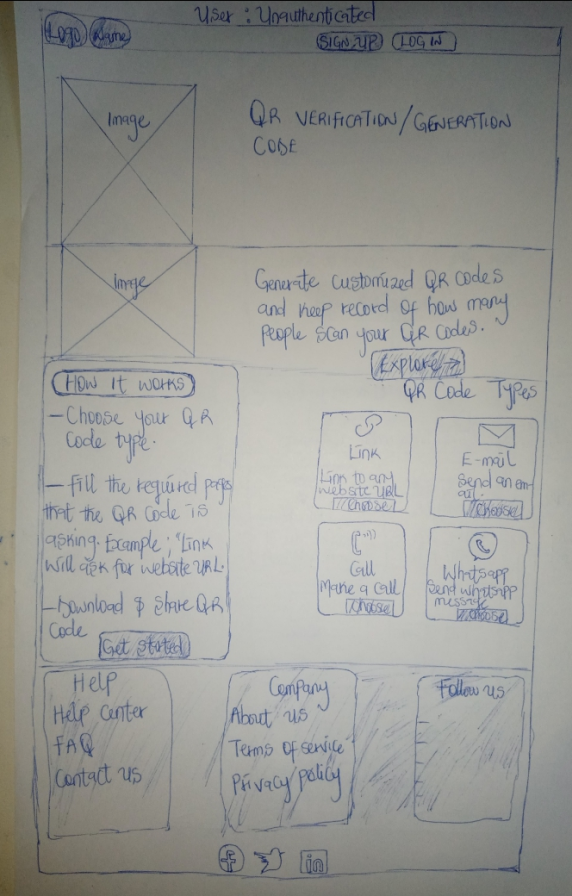 User : Unauthenticated
Logo Name SIGN UP LOG IN
Image
QR VERIFICATION/GENERATION
CODE
Image
Generate customized QR codes
and keep record of how many
people scan your QR Codes.
Explore →
HOW IT WORKS
—Choose your QR
Code type.
— Fill the required pages
that the QR Code is
asking. Example ; "Link
will ask for website URL.
—Download & Share QR
Code
Get started
QR Code Types
Link
Link to any
website URL
Choose
E-mail
Send an em-
ail.
Choose
Call
Make a call
Choose
Whatsapp
Send whatsapp
message
Choose
Help
Help Center
FAQ
Contact us
Company
About us
Terms of service
Privacy policy
Follow us
f
in